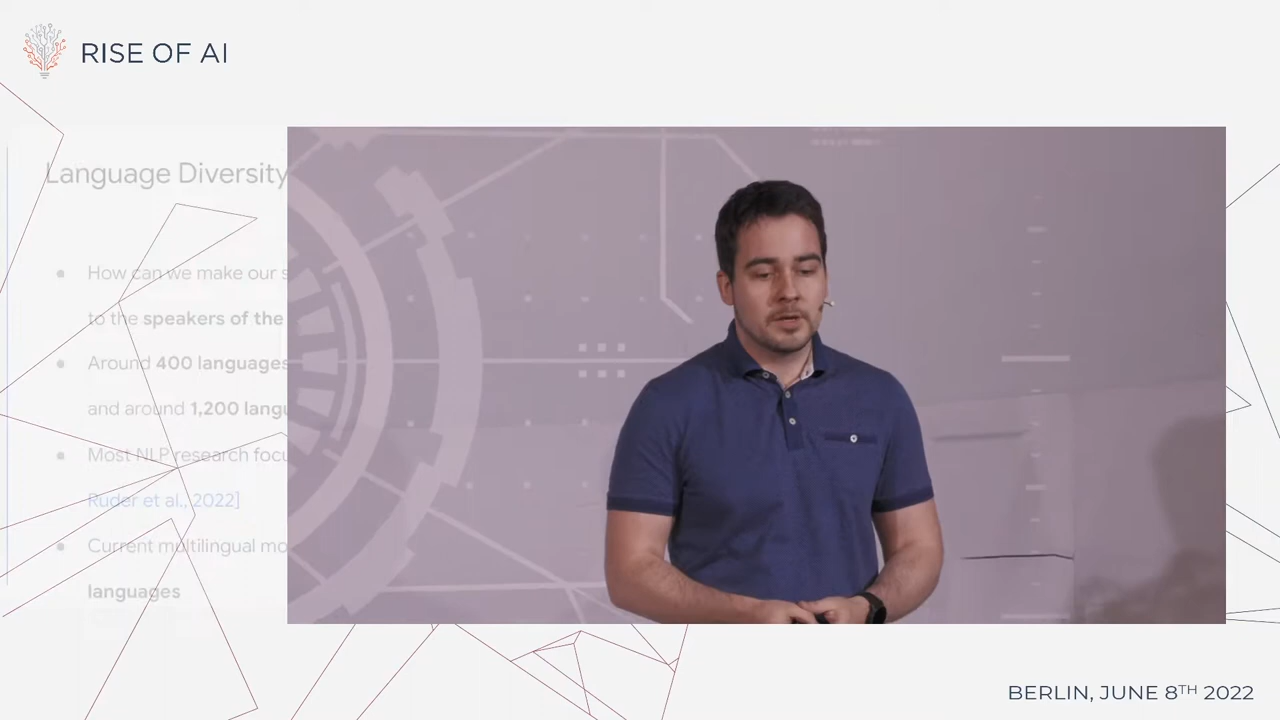 RISE OF AI
Language Diversity
How can we make our s
to the speakers of the
Around 400 languages
and around 1,200 langu
Most NLP research focu
Ruder et al., 2022]
Current multilingual mo
languages
BERLIN, JUNE 8TH 2022